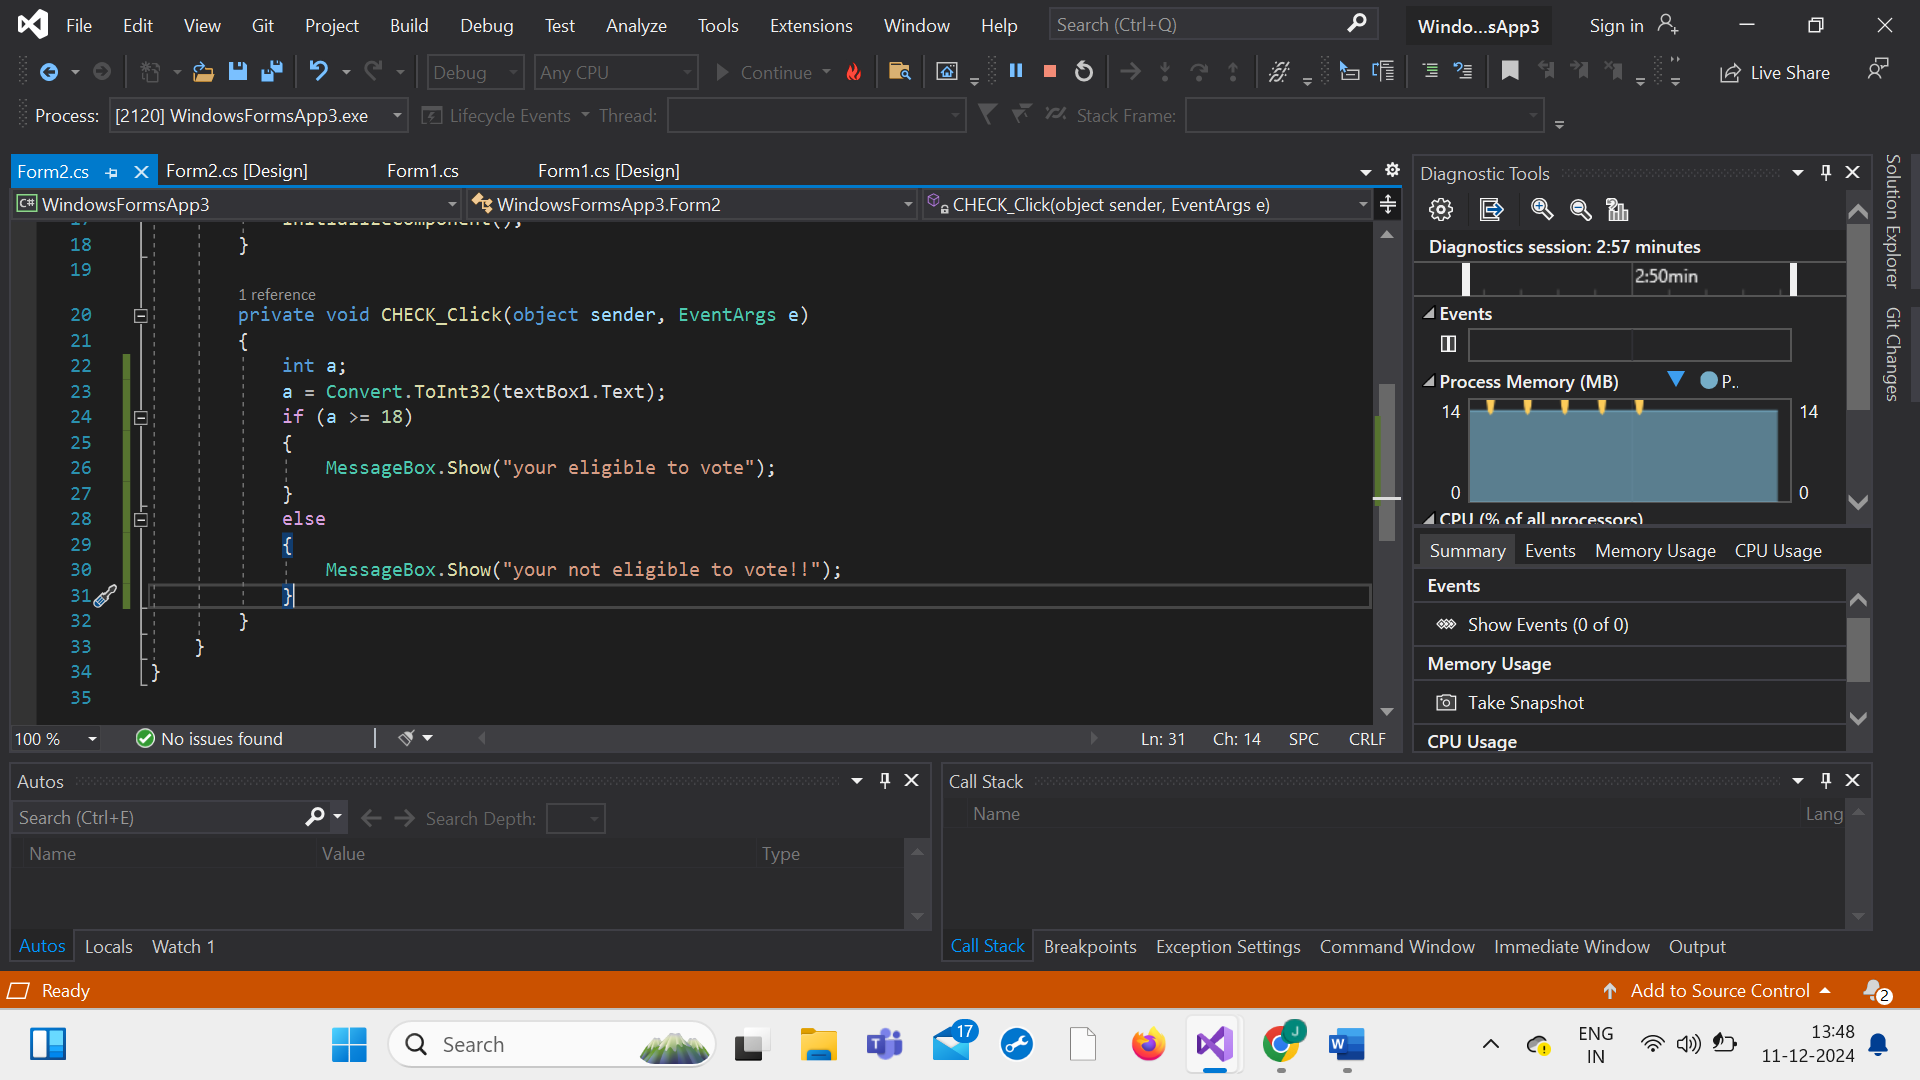 File Edit View Git Project Build Debug Test Analyze Tools Extensions Window Help Search (Ctrl+Q) Windo...sApp3 Sign in
Debug Any CPU Continue Live Share
Process: [2120] WindowsFormsApp3.exe Lifecycle Events Thread: Stack Frame:
Form2.cs Form2.cs [Design] Form1.cs Form1.cs [Design]
WindowsFormsApp3 WindowsFormsApp3.Form2 CHECK_Click(object sender, EventArgs e)
17 InitializeComponent();
18 }
19
1 reference
20 private void CHECK_Click(object sender, EventArgs e)
21 {
22 int a;
23 a = Convert.ToInt32(textBox1.Text);
24 if (a >= 18)
25 {
26 MessageBox.Show("your eligible to vote");
27 }
28 else
29 {
30 MessageBox.Show("your not eligible to vote!!");
31 }
32 }
33 }
34 }
35
100 % No issues found Ln: 31 Ch: 14 SPC CRLF
Diagnostic Tools
Diagnostics session: 2:57 minutes
2:50min
Events
Process Memory (MB) P..
14 14
0 0
CPU (% of all processors)
Summary Events Memory Usage CPU Usage
Events
Show Events (0 of 0)
Memory Usage
Take Snapshot
CPU Usage
Solution Explorer
Git Changes
Autos
Search (Ctrl+E) Search Depth:
Name Value Type
Autos Locals Watch 1
Call Stack
Name Lang
Call Stack Breakpoints Exception Settings Command Window Immediate Window Output
Ready Add to Source Control 2
Search 17 J ENG
IN
13:48
11-12-2024